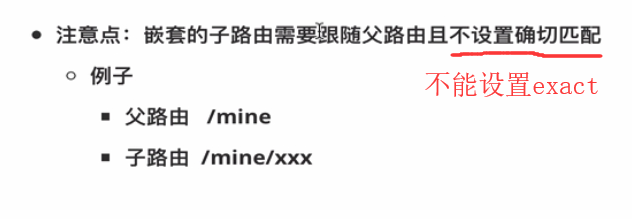 注意点：嵌套的子路由需要跟随父路由且不设置确切匹配
例子
不能设置exact
父路由 /mine
子路由 /mine/xxx